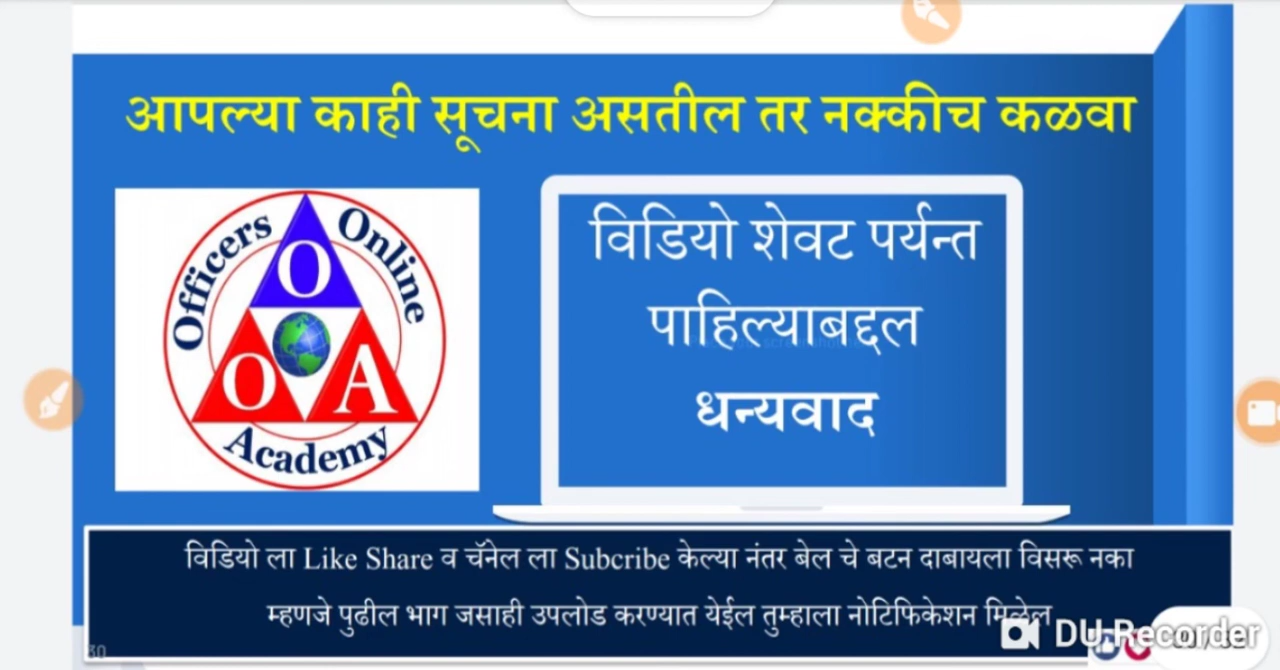 आपल्या काही सूचना असतील तर नक्कीच कळवा
Officers Online
O
O A
Academy
विडियो शेवट पर्यन्त
पाहिल्याबद्दल
धन्यवाद
विडियो ला Like Share व चॅनेल ला Subcribe केल्या नंतर बेल चे बटन दाबायला विसरू नका
म्हणजे पुढील भाग जसाही उपलोड करण्यात येईल तुम्हाला नोटिफिकेशन मिळेल
30
DU Recorder